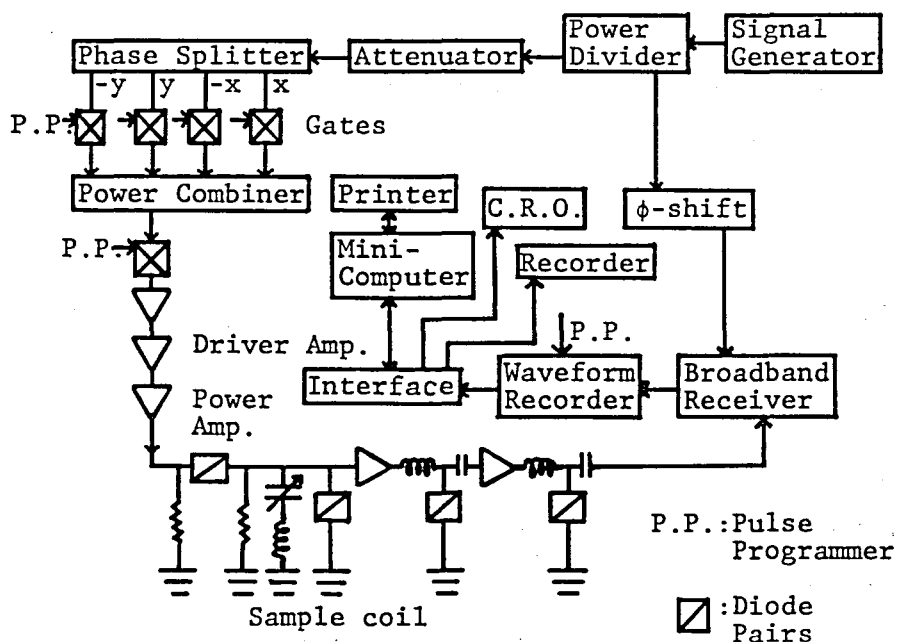 Phase Splitter
Attenuator
Power Divider
Signal Generator
-y y -x x
P.P.
Gates
Power Combiner
Printer
C.R.O.
ϕ-shift
P.P.
Mini-Computer
Recorder
Driver Amp.
P.P.
Interface
Waveform Recorder
Broadband Receiver
Power Amp.
P.P.:Pulse Programmer
Sample coil
:Diode Pairs